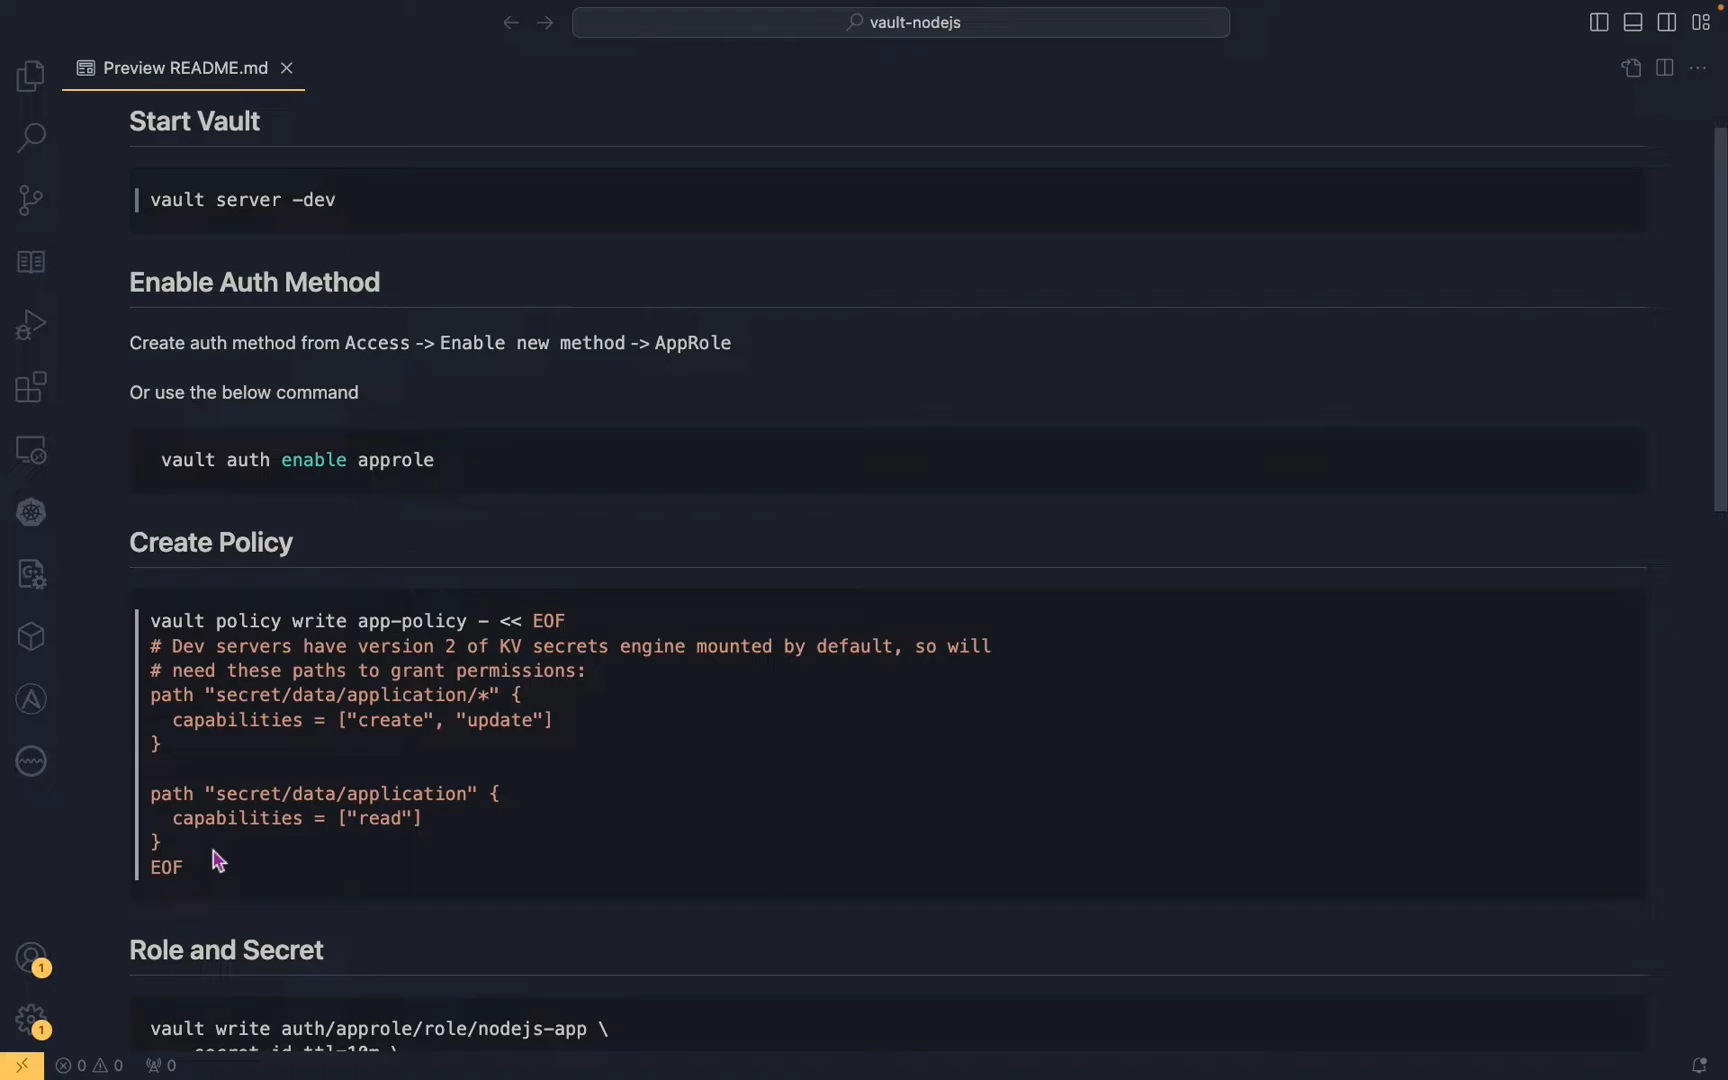 vault-nodejs
Preview README.md
Start Vault
vault server -dev
Enable Auth Method
Create auth method from Access -> Enable new method -> AppRole
Or use the below command
vault auth enable approle
Create Policy
vault policy write app-policy - << EOF
# Dev servers have version 2 of KV secrets engine mounted by default, so will
# need these paths to grant permissions:
path "secret/data/application/*" {
  capabilities = ["create", "update"]
}
path "secret/data/application" {
  capabilities = ["read"]
}
EOF
Role and Secret
vault write auth/approle/role/nodejs-app \
secret_id_ttl=10m \
1
1
0 0 0